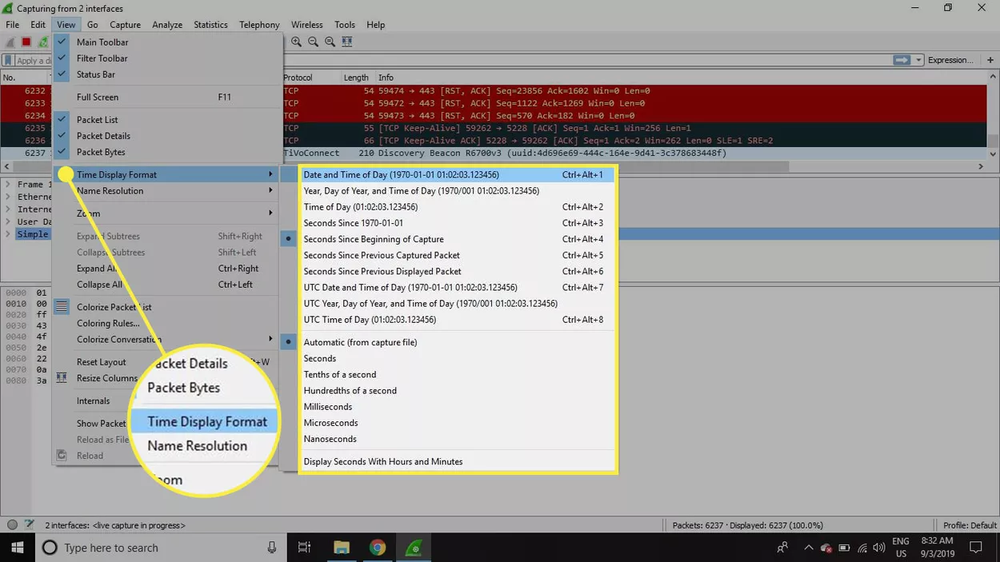 Capturing from 2 interfaces
File Edit View Go Capture Analyze Statistics Telephony Wireless Tools Help
Apply a di
Expression... +
No. Protocol Length Info
6232 TCP 54 59474 → 443 [RST, ACK] Seq=23856 Ack=1602 Win=0 Len=0
6233 TCP 54 59472 → 443 [RST, ACK] Seq=1122 Ack=1269 Win=0 Len=0
6234 TCP 54 59473 → 443 [RST, ACK] Seq=570 Ack=182 Win=0 Len=0
6235 TCP 55 [TCP Keep-Alive] 59262 → 5228 [ACK] Seq=1 Ack=1 Win=256 Len=1
6236 TCP 66 [TCP Keep-Alive ACK] 5228 → 59262 [ACK] Seq=1 Ack=2 Win=262 Len=0 SLE=1 SRE=2
6237 TiVoConnect 210 Discovery Beacon R6700v3 (uuid:4d696e69-444c-164e-9d41-3c378683448f)
Main Toolbar
Filter Toolbar
Status Bar
Full Screen F11
Packet List
Packet Details
Packet Bytes
Time Display Format
Name Resolution
Zoom
Expand Subtrees Shift+Right
Collapse Subtrees Shift+Left
Expand All Ctrl+Right
Collapse All Ctrl+Left
Colorize Packet List
Coloring Rules...
Colorize Conversation
Reset Layout
Resize Columns
Internals
Show Packet
Reload as File
Reload
Date and Time of Day (1970-01-01 01:02:03.123456) Ctrl+Alt+1
Year, Day of Year, and Time of Day (1970/001 01:02:03.123456)
Time of Day (01:02:03.123456) Ctrl+Alt+2
Seconds Since 1970-01-01 Ctrl+Alt+3
Seconds Since Beginning of Capture Ctrl+Alt+4
Seconds Since Previous Captured Packet Ctrl+Alt+5
Seconds Since Previous Displayed Packet Ctrl+Alt+6
UTC Date and Time of Day (1970-01-01 01:02:03.123456) Ctrl+Alt+7
UTC Year, Day of Year, and Time of Day (1970/001 01:02:03.123456)
UTC Time of Day (01:02:03.123456) Ctrl+Alt+8
Automatic (from capture file)
Seconds
Tenths of a second
Hundredths of a second
Milliseconds
Microseconds
Nanoseconds
Display Seconds With Hours and Minutes
Frame 1
Etherne
Interne
User Da
Simple
0000 01
0010 00
0020 ff
0030 43
0040 4f
0050 2e
0060 22
0070 0a
0080 3a
acket Details
Packet Bytes
Time Display Format
Name Resolution
oom
2 interfaces: <live capture in progress>
Packets: 6237 · Displayed: 6237 (100.0%)
Profile: Default
Type here to search
ENG
US
8:32 AM
9/3/2019